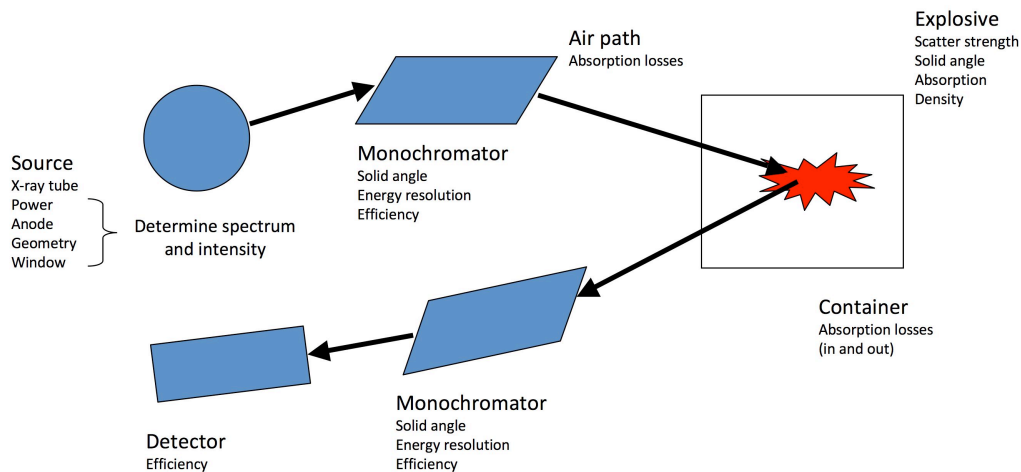 Explosive
Scatter strength
Solid angle
Absorption
Density
Air path
Absorption losses
Source
X-ray tube
Power
Anode
Geometry
Window
Determine spectrum
and intensity
Monochromator
Solid angle
Energy resolution
Efficiency
Container
Absorption losses
(in and out)
Monochromator
Solid angle
Energy resolution
Efficiency
Detector
Efficiency